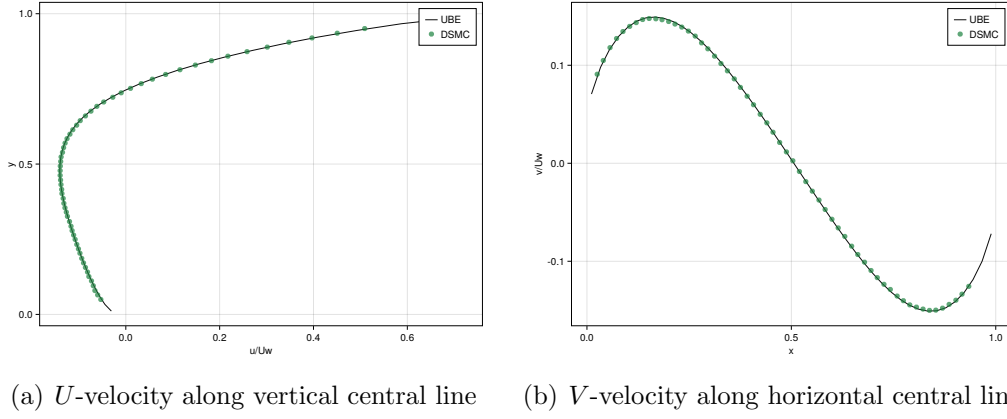 1.0
0.5
0.0
y
0.0
0.2
0.4
0.6
u/Uw
UBE
DSMC
0.1
0.0
-0.1
v/Uw
0.0
0.5
1.0
x
UBE
DSMC
(a) U-velocity along vertical central line
(b) V-velocity along horizontal central